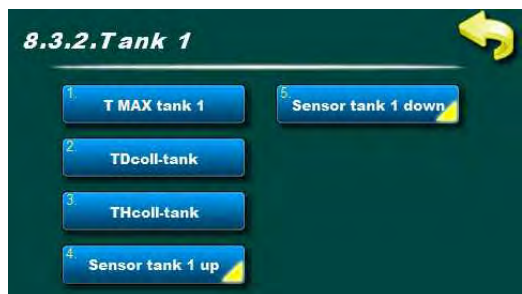 8.3.2.Tank 1
1. T MAX tank 1
2. TDcoll-tank
3. THcoll-tank
4. Sensor tank 1 up
5. Sensor tank 1 down